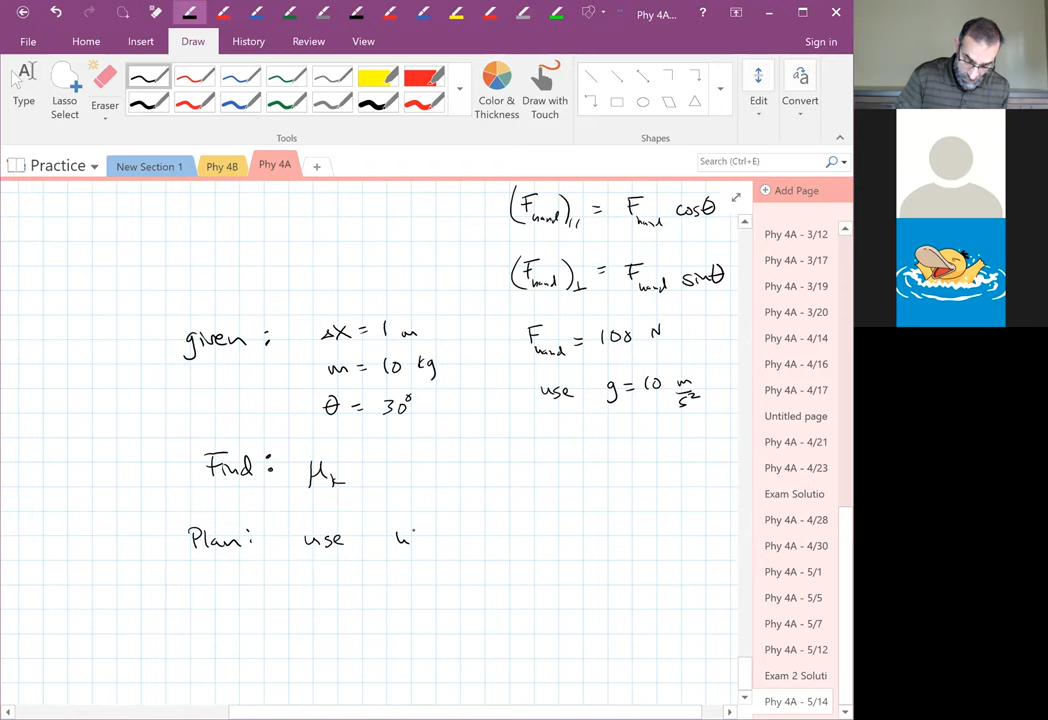 Phy 4A...
?
File
Home
Insert
Draw
History
Review
View
Sign in
Type
Lasso
Select
Eraser
Color &
Thickness
Draw with
Touch
Edit
Convert
Tools
Shapes
Practice
New Section 1
Phy 4B
Phy 4A
+
Search (Ctrl+E)
Add Page
(F_hand)_|| = F_hand cosθ
(F_hand)_⊥ = F_hand sinθ
given: Δx = 1 m
m = 10 kg
θ = 30°
F_hand = 100 N
use g = 10 m/s²
Find: μ_k
Plan: use
Phy 4A - 3/12
Phy 4A - 3/17
Phy 4A - 3/19
Phy 4A - 3/20
Phy 4A - 4/14
Phy 4A - 4/16
Phy 4A - 4/17
Untitled page
Phy 4A - 4/21
Phy 4A - 4/23
Exam Solutio
Phy 4A - 4/28
Phy 4A - 4/30
Phy 4A - 5/1
Phy 4A - 5/5
Phy 4A - 5/7
Phy 4A - 5/12
Exam 2 Soluti
Phy 4A - 5/14